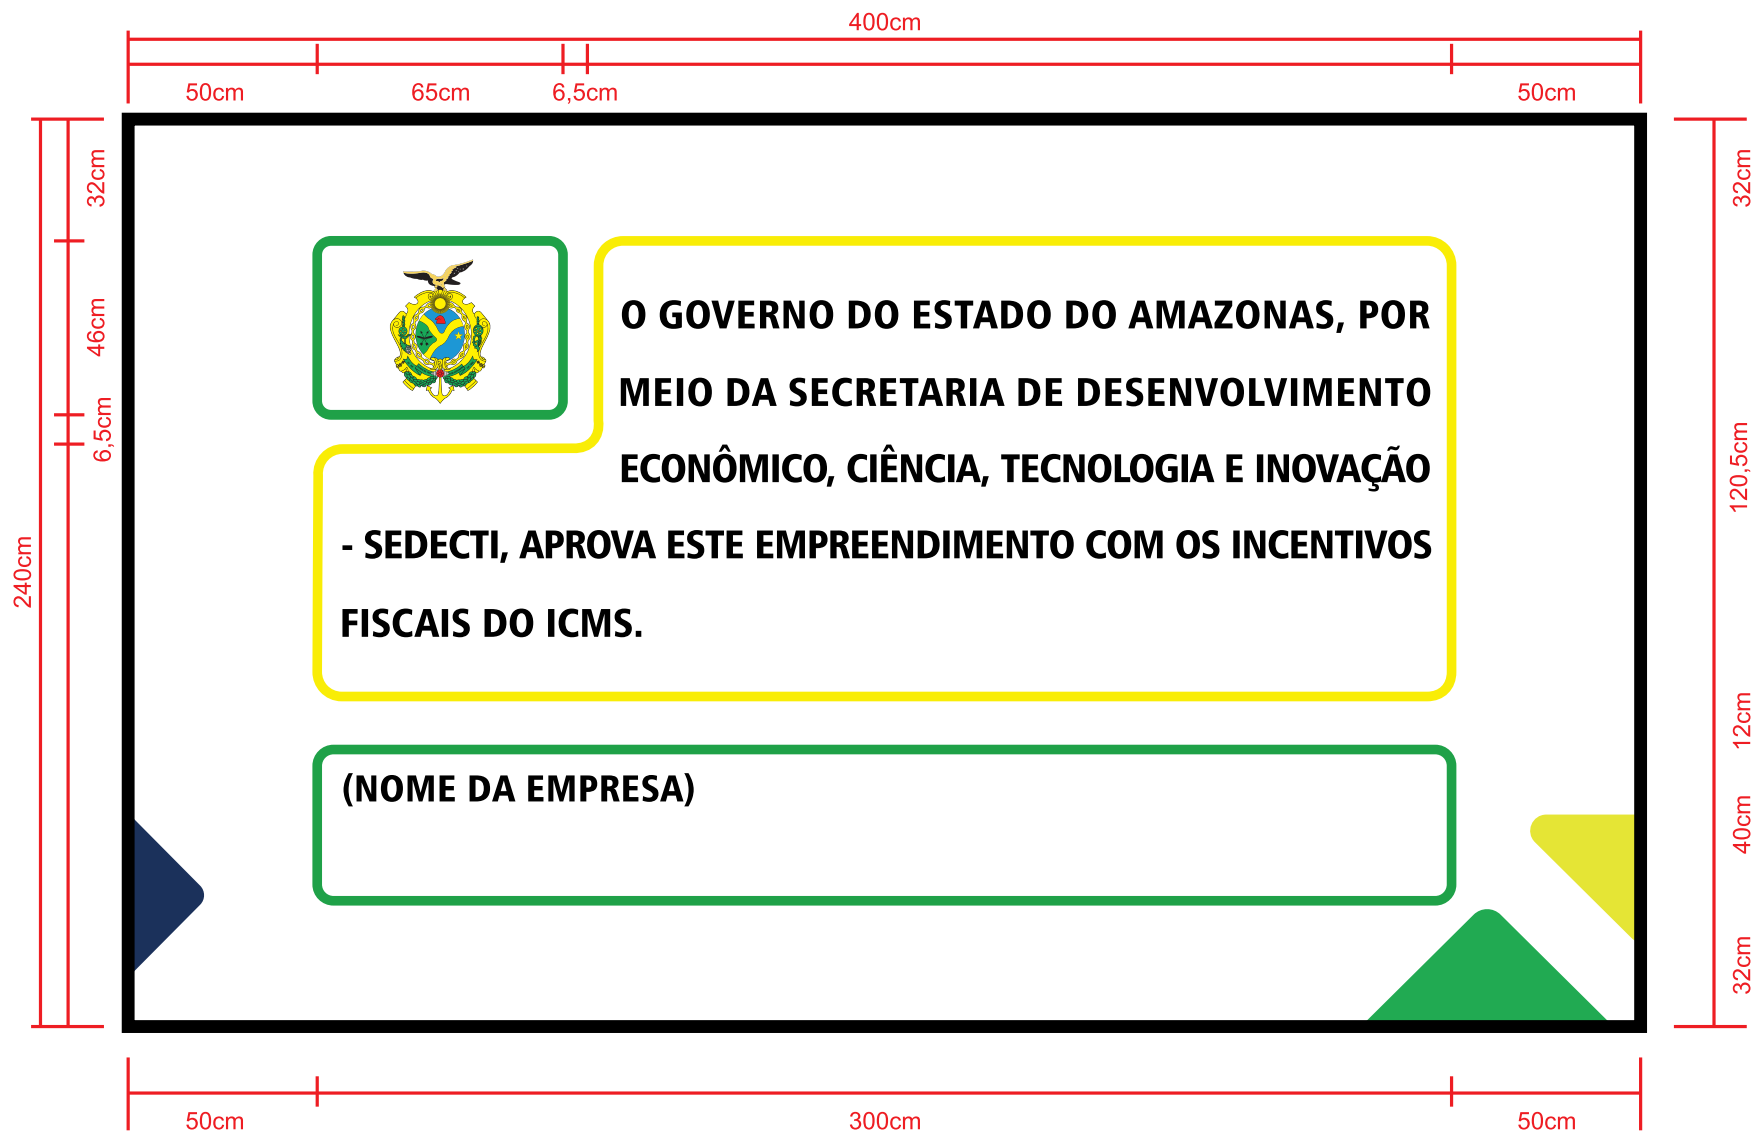 400cm
50cm 65cm 6,5cm 50cm
32cm
46cm
6,5cm
240cm
O GOVERNO DO ESTADO DO AMAZONAS, POR
MEIO DA SECRETARIA DE DESENVOLVIMENTO
ECONÔMICO, CIÊNCIA, TECNOLOGIA E INOVAÇÃO
- SEDECTI, APROVA ESTE EMPREENDIMENTO COM OS INCENTIVOS
FISCAIS DO ICMS.
(NOME DA EMPRESA)
32cm
120,5cm
12cm
40cm
32cm
50cm 300cm 50cm